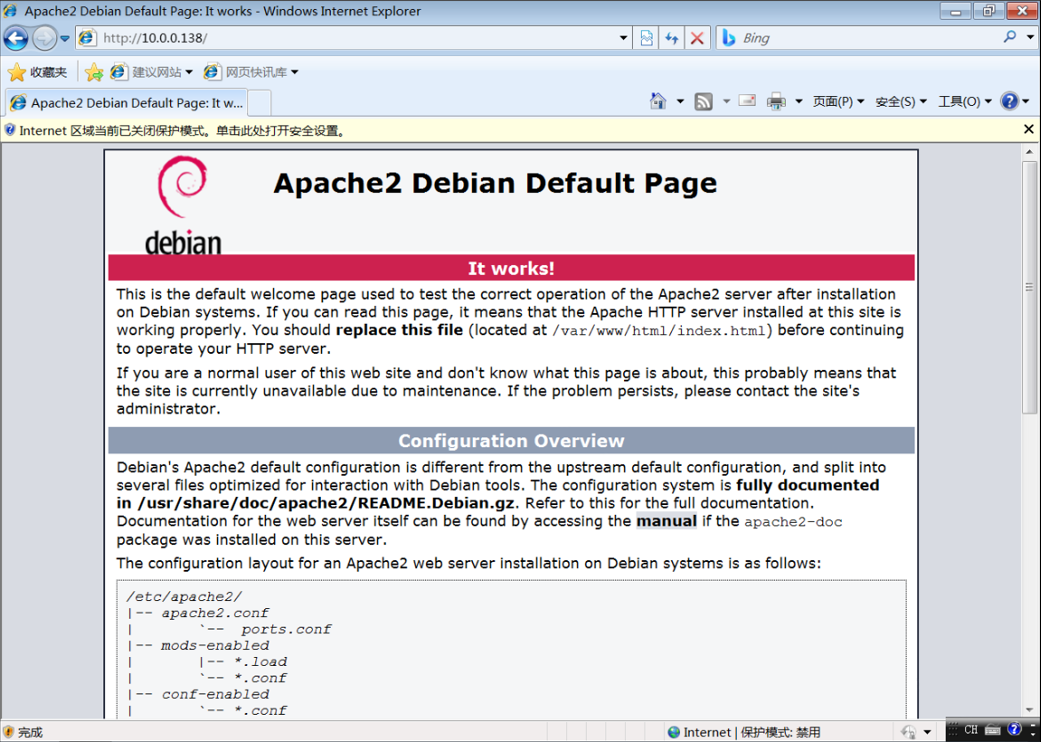 Apache2 Debian Default Page: It works - Windows Internet Explorer
http://10.0.0.138/
Bing
收藏夹 建议网站 网页快讯库
Apache2 Debian Default Page: It w...
页面(P) 安全(S) 工具(O)
Internet 区域当前已关闭保护模式。单击此处打开安全设置。
debian
Apache2 Debian Default Page
It works!
This is the default welcome page used to test the correct operation of the Apache2 server after installation
on Debian systems. If you can read this page, it means that the Apache HTTP server installed at this site is
working properly. You should replace this file (located at /var/www/html/index.html) before continuing
to operate your HTTP server.
If you are a normal user of this web site and don't know what this page is about, this probably means that
the site is currently unavailable due to maintenance. If the problem persists, please contact the site's
administrator.
Configuration Overview
Debian's Apache2 default configuration is different from the upstream default configuration, and split into
several files optimized for interaction with Debian tools. The configuration system is fully documented
in /usr/share/doc/apache2/README.Debian.gz. Refer to this for the full documentation.
Documentation for the web server itself can be found by accessing the manual if the apache2-doc
package was installed on this server.
The configuration layout for an Apache2 web server installation on Debian systems is as follows:
/etc/apache2/
|-- apache2.conf
|       `--  ports.conf
|-- mods-enabled
|       |-- *.load
|       `-- *.conf
|-- conf-enabled
|       `-- *.conf
完成
Internet | 保护模式: 禁用
CH